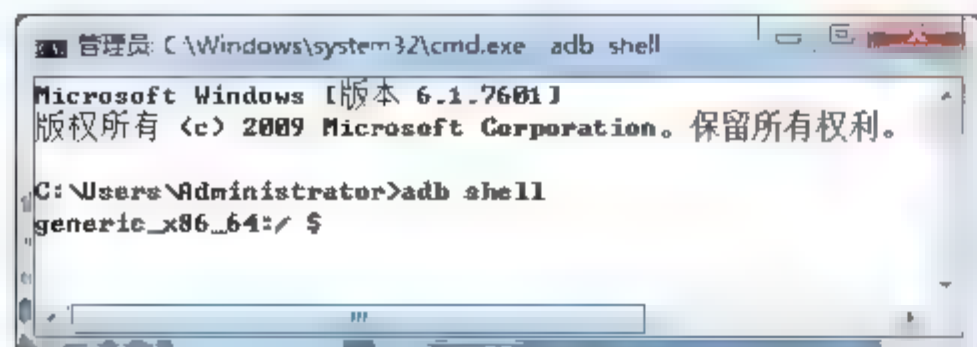 管理员: C:\Windows\system32\cmd.exe adb shell
Microsoft Windows [版本 6.1.7601]
版权所有 (c) 2009 Microsoft Corporation。保留所有权利。
C:\Users\Administrator>adb shell
generic_x86_64:/ $